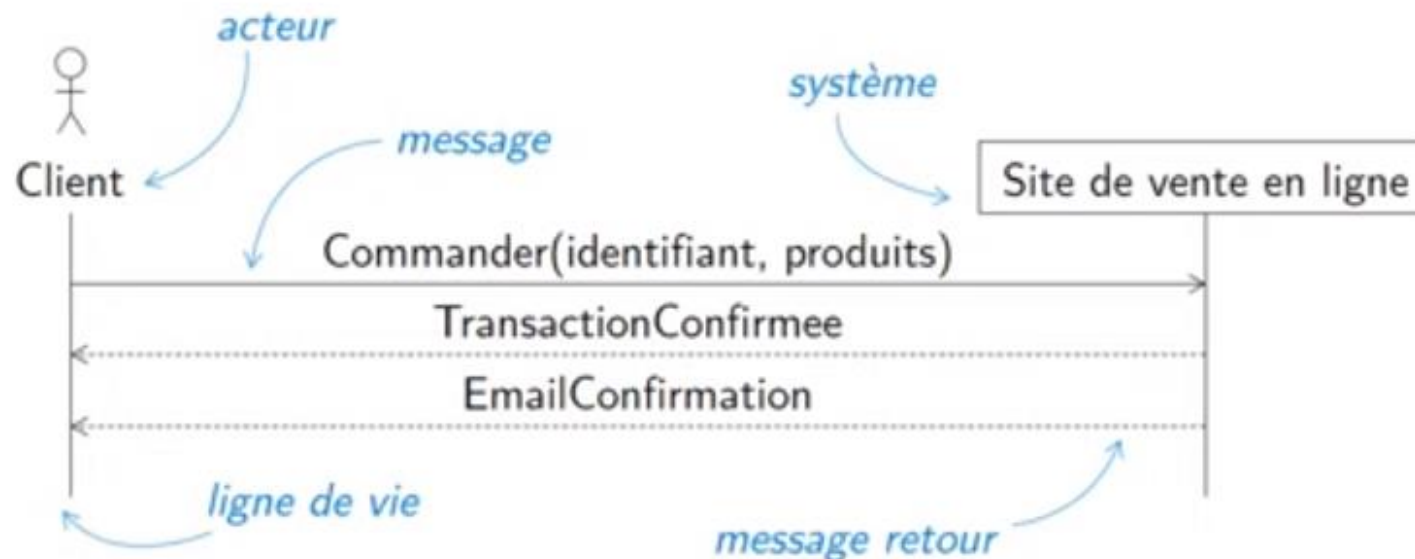 acteur
système
message
Client
Site de vente en ligne
Commander(identifiant, produits)
TransactionConfirmee
EmailConfirmation
ligne de vie
message retour